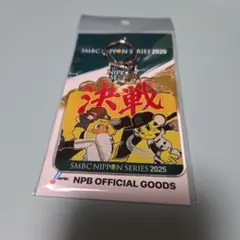 SMBC NIPPON SERIES 2025
決戦
SMBC NIPPON SERIES 2025
NPB OFFICIAL GOODS